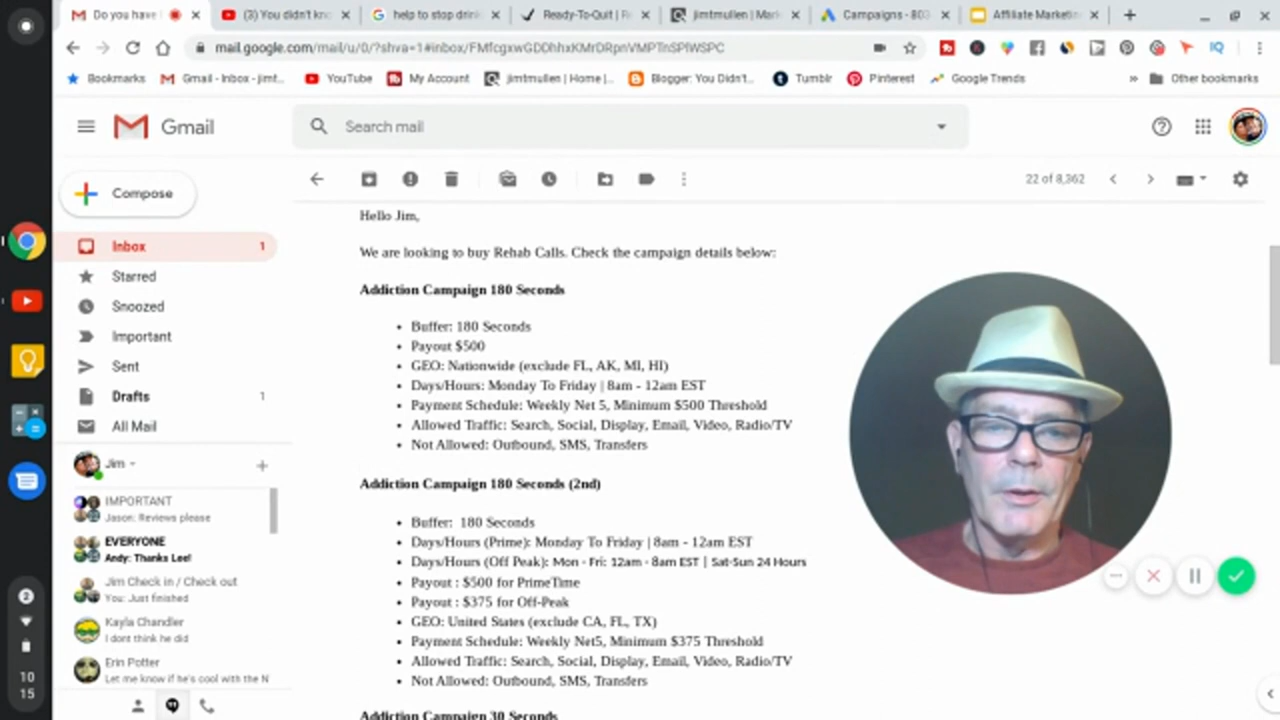 Do you have
(3) You didn't kn
help to stop drink
Ready-To-Quit | R
jimtmullen | Mark
Campaigns - 803
Affiliate Marketin
mail.google.com/mail/u/0/?shva=1#inbox/
Bookmarks
Gmail - Inbox - jimt...
YouTube
My Account
jimtmullen | Home |...
Blogger: You Didn't...
Tumblr
Pinterest
Google Trends
»
Other bookmarks
Gmail
Search mail
Compose
22 of 8,362
Inbox 1
Starred
Snoozed
Important
Sent
Drafts 1
All Mail
Jim
IMPORTANT
Jason: Reviews please
EVERYONE
Andy: Thanks Lee!
Jim Check in / Check out
You: Just finished
Kayla Chandler
I dont think he did
Erin Potter
Let me know if he's cool with the N
10
15
Hello Jim,
We are looking to buy Rehab Calls. Check the campaign details below:
Addiction Campaign 180 Seconds
• Buffer: 180 Seconds
• Payout $500
• GEO: Nationwide (exclude FL, AK, MI, HI)
• Days/Hours: Monday To Friday | 8am - 12am EST
• Payment Schedule: Weekly Net 5, Minimum $500 Threshold
• Allowed Traffic: Search, Social, Display, Email, Video, Radio/TV
• Not Allowed: Outbound, SMS, Transfers
Addiction Campaign 180 Seconds (2nd)
• Buffer: 180 Seconds
• Days/Hours (Prime): Monday To Friday | 8am - 12am EST
• Days/Hours (Off Peak): Mon - Fri: 12am - 8am EST | Sat-Sun 24 Hours
• Payout : $500 for PrimeTime
• Payout : $375 for Off-Peak
• GEO: United States (exclude CA, FL, TX)
• Payment Schedule: Weekly Net5, Minimum $375 Threshold
• Allowed Traffic: Search, Social, Display, Email, Video, Radio/TV
• Not Allowed: Outbound, SMS, Transfers
Addiction Campaign 30 Seconds